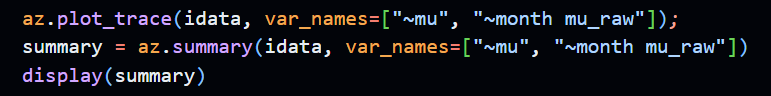 az.plot_trace(idata, var_names=["~mu", "~month mu_raw"]);
summary = az.summary(idata, var_names=["~mu", "~month mu_raw"])
display(summary)